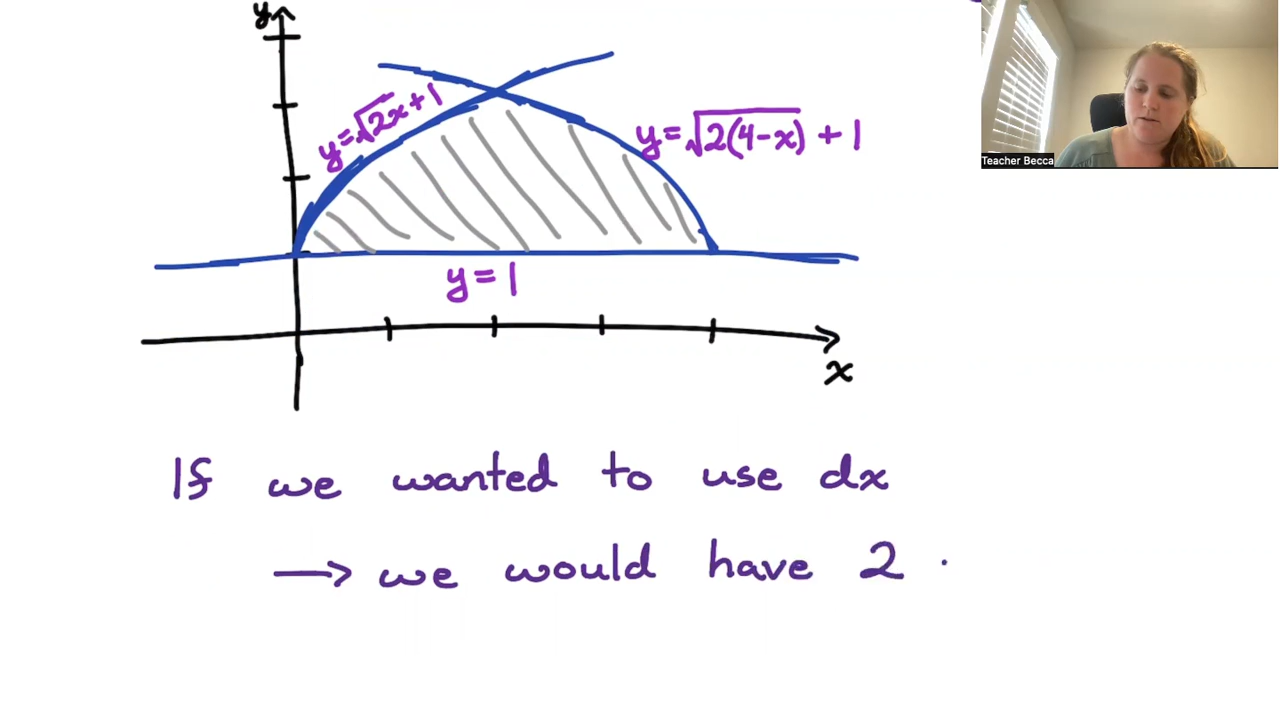 y
y=√2x+1
y=√2(4-x) + 1
Teacher Becca
y=1
x
If we wanted to use dx
→ we would have 2